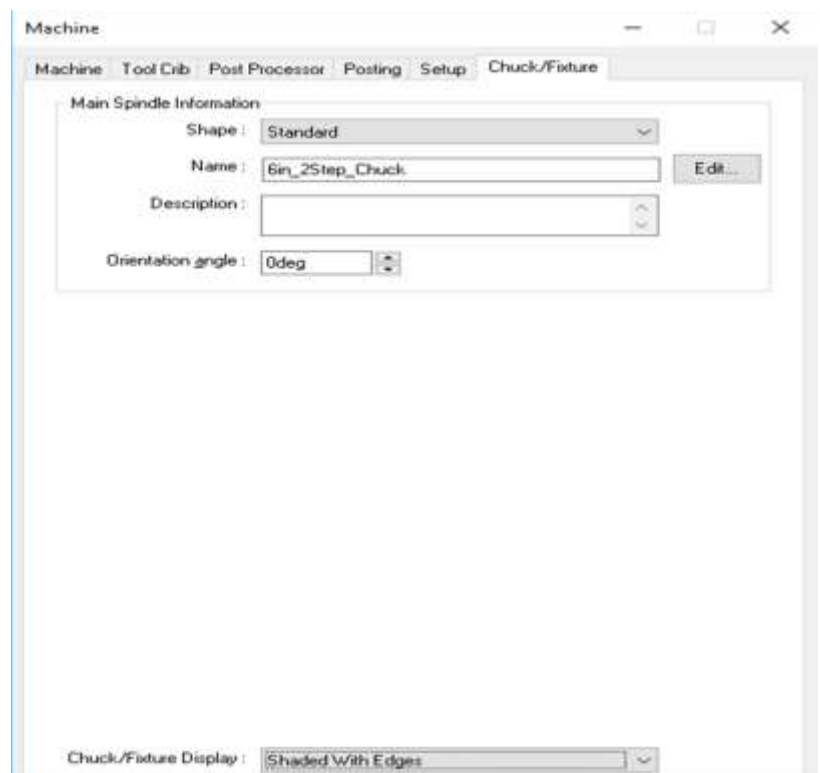 Machine
Machine Tool Crib Post Processor Posting Setup Chuck/Fixture
Main Spindle Information
Shape : Standard
Name : 6in_2Step_Chuck Edit...
Description :
Orientation angle : 0deg
Chuck/Fixture Display : Shaded With Edges